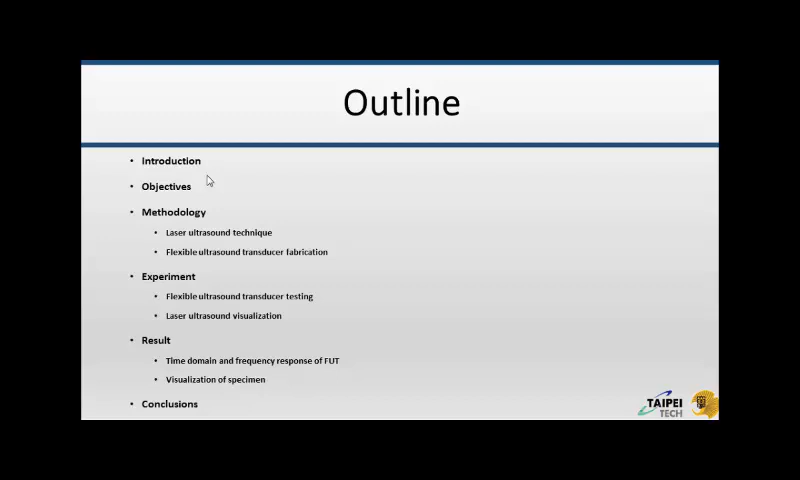 Outline
• Introduction
• Objectives
• Methodology
• Laser ultrasound technique
• Flexible ultrasound transducer fabrication
• Experiment
• Flexible ultrasound transducer testing
• Laser ultrasound visualization
• Result
• Time domain and frequency response of FUT
• Visualization of specimen
• Conclusions
TAIPEI
TECH